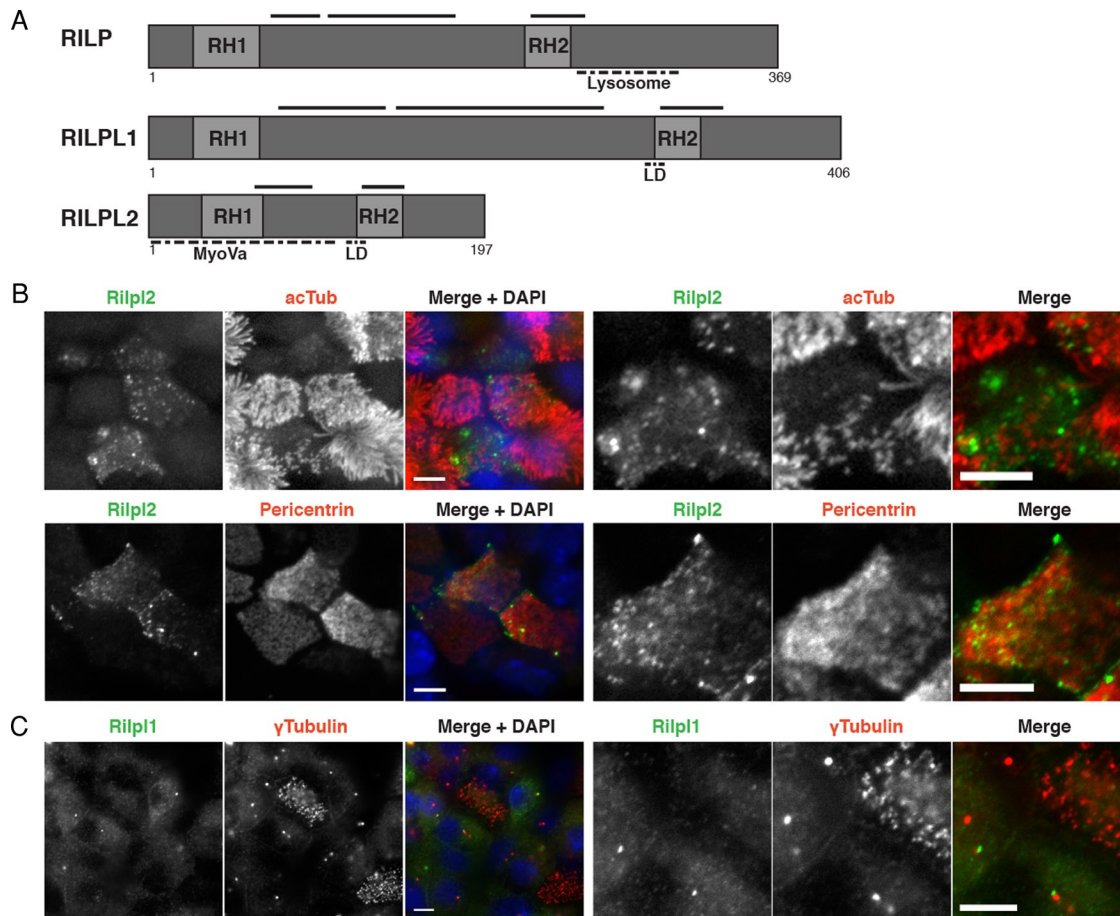 A
RILP
RH1
RH2
1
369
Lysosome
RILPL1
RH1
RH2
1
406
LD
RILPL2
RH1
RH2
1
197
MyoVa
LD
B
Rilpl2 acTub Merge + DAPI Rilpl2 acTub Merge
Rilpl2 Pericentrin Merge + DAPI Rilpl2 Pericentrin Merge
C
Rilpl1 γTubulin Merge + DAPI Rilpl1 γTubulin Merge